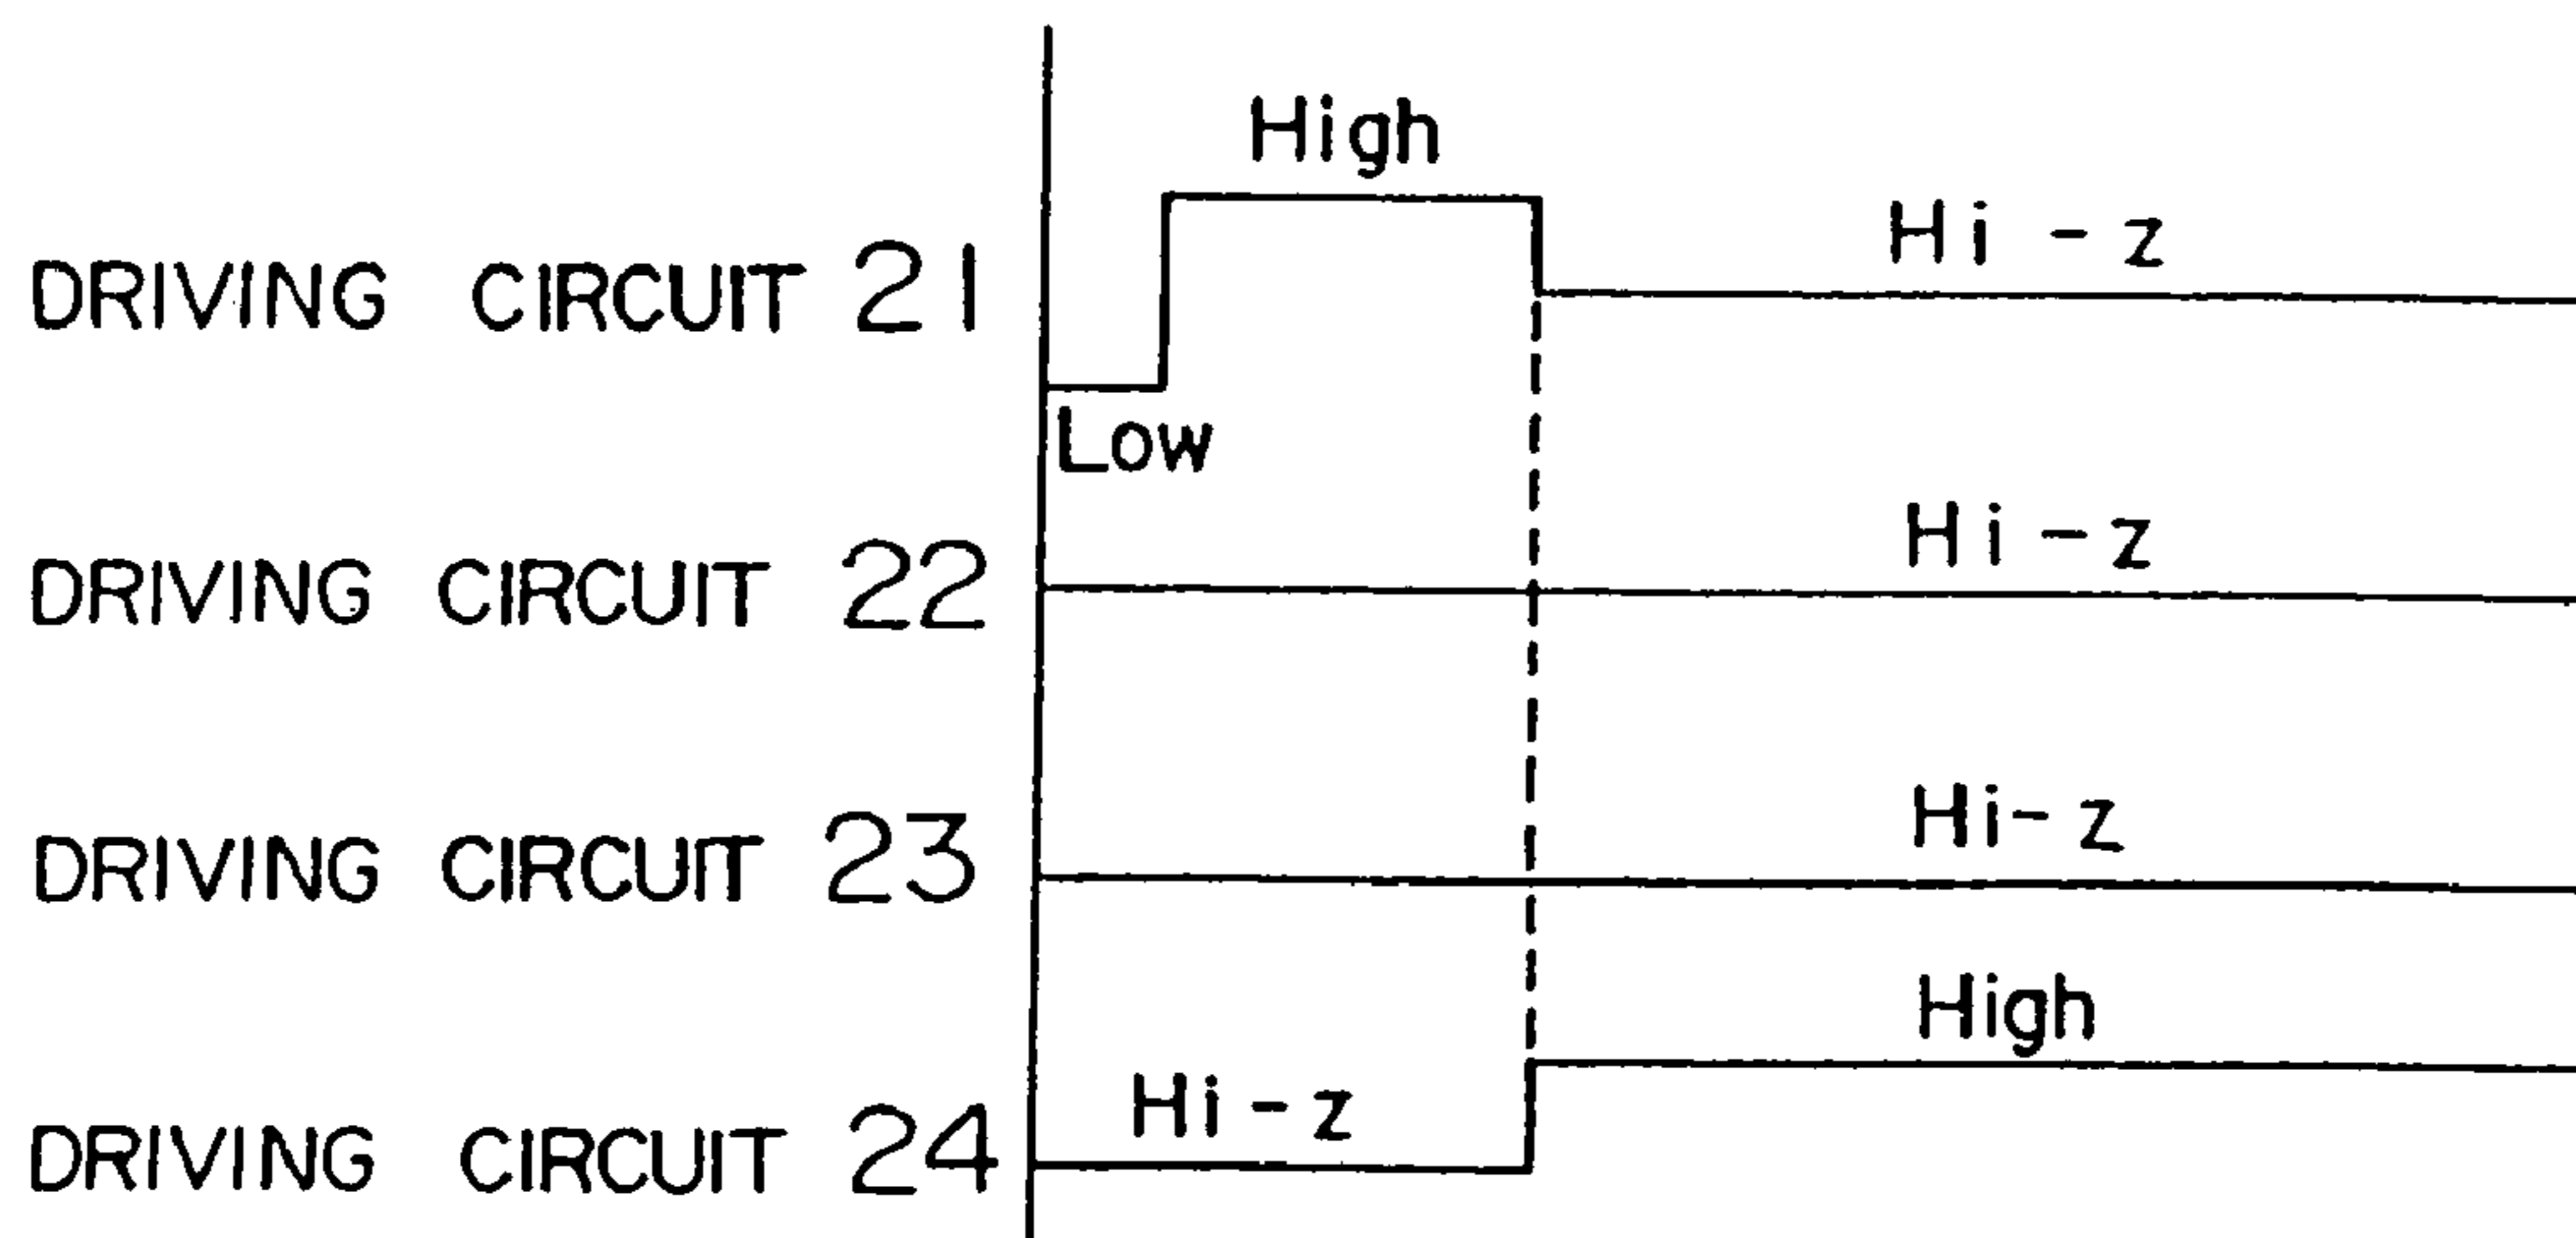 High
DRIVING CIRCUIT 21
Hi-z
Low
DRIVING CIRCUIT 22
Hi-z
DRIVING CIRCUIT 23
Hi-z
High
DRIVING CIRCUIT 24
Hi-z